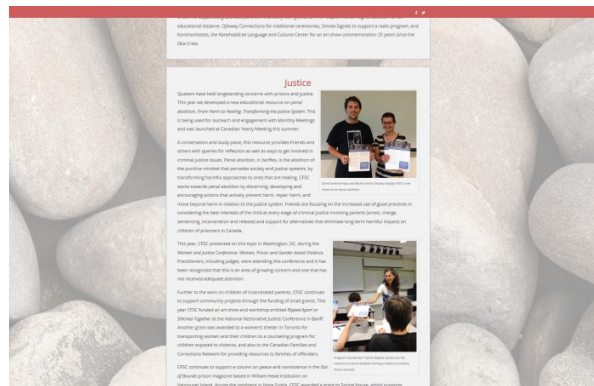 educational listserve, Ojibway Connections for traditional ceremonies, Smoke Signals to support a radio program, and
Kontinónhstats, the Kanehsatà:ke Language and Cultural Center for an art show commemoration 25 years since the
Oka Crisis.
Justice
Quakers have held longstanding concerns with prisons and justice.
This year we developed a new educational resource on penal
abolition, From Harm to Healing: Transforming the Justice System. This
is being used for outreach and engagement with Monthly Meetings
and was launched at Canadian Yearly Meeting this summer.
A conversation and study piece, this resource provides Friends and
others with queries for reflection as well as ways to get involved in
criminal justice issues. Penal abolition, it clarifies, is the abolition of
the punitive mindset that pervades society and justice systems, by
transforming harmful approaches to ones that are healing. CFSC
works towards penal abolition by discerning, developing and
encouraging actions that actively prevent harm, repair harm, and
move beyond harm in relation to the justice system. Friends are focusing on the increased use of good practices in
considering the best interests of the child at every stage of criminal justice involving parents (arrest, charge,
sentencing, incarceration and release) and support for alternatives that eliminate long-term harmful impacts on
children of prisoners in Canada.
This year, CFSC presented on this topic in Washington, DC, during the
Women and Justice Conference: Women, Prison and Gender-based Violence.
Practitioners, including judges, were attending this conference and it has
been recognized that this is an area of growing concern and one that has
not received adequate attention.
Further to the work on children of incarcerated parents, CFSC continues
to support community projects through the funding of small grants. This
year CFSC funded an art show and workshop entitled Ripped Apart or
Stitched Together at the National Restorative Justice Conference in Banff.
Another grant was awarded to a women's shelter in Toronto for
transporting women and their children to a counseling program for
children exposed to violence, and also to the Canadian Families and
Corrections Network for providing resources to families of offenders.
CFSC continues to support a column on peace and nonviolence in the Out
of Bounds prison magazine based in William Head Institution on